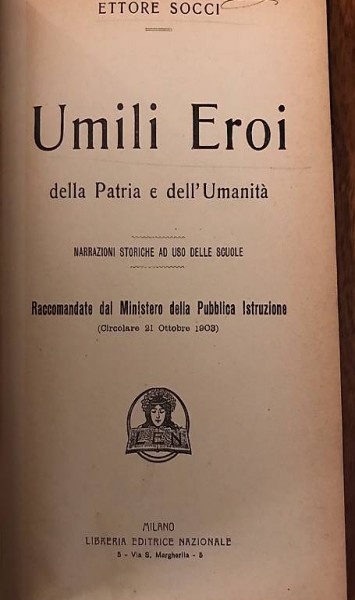 ETTORE SOCCI
Umili Eroi
della Patria e dell'Umanità
NARRAZIONI STORICHE AD USO DELLE SCUOLE
Raccomandate dal Ministero della Pubblica Istruzione
(Circolare 21 Ottobre 1903)
L.E.N
MILANO
LIBRERIA EDITRICE NAZIONALE
5 - Via S. Margherita - 5